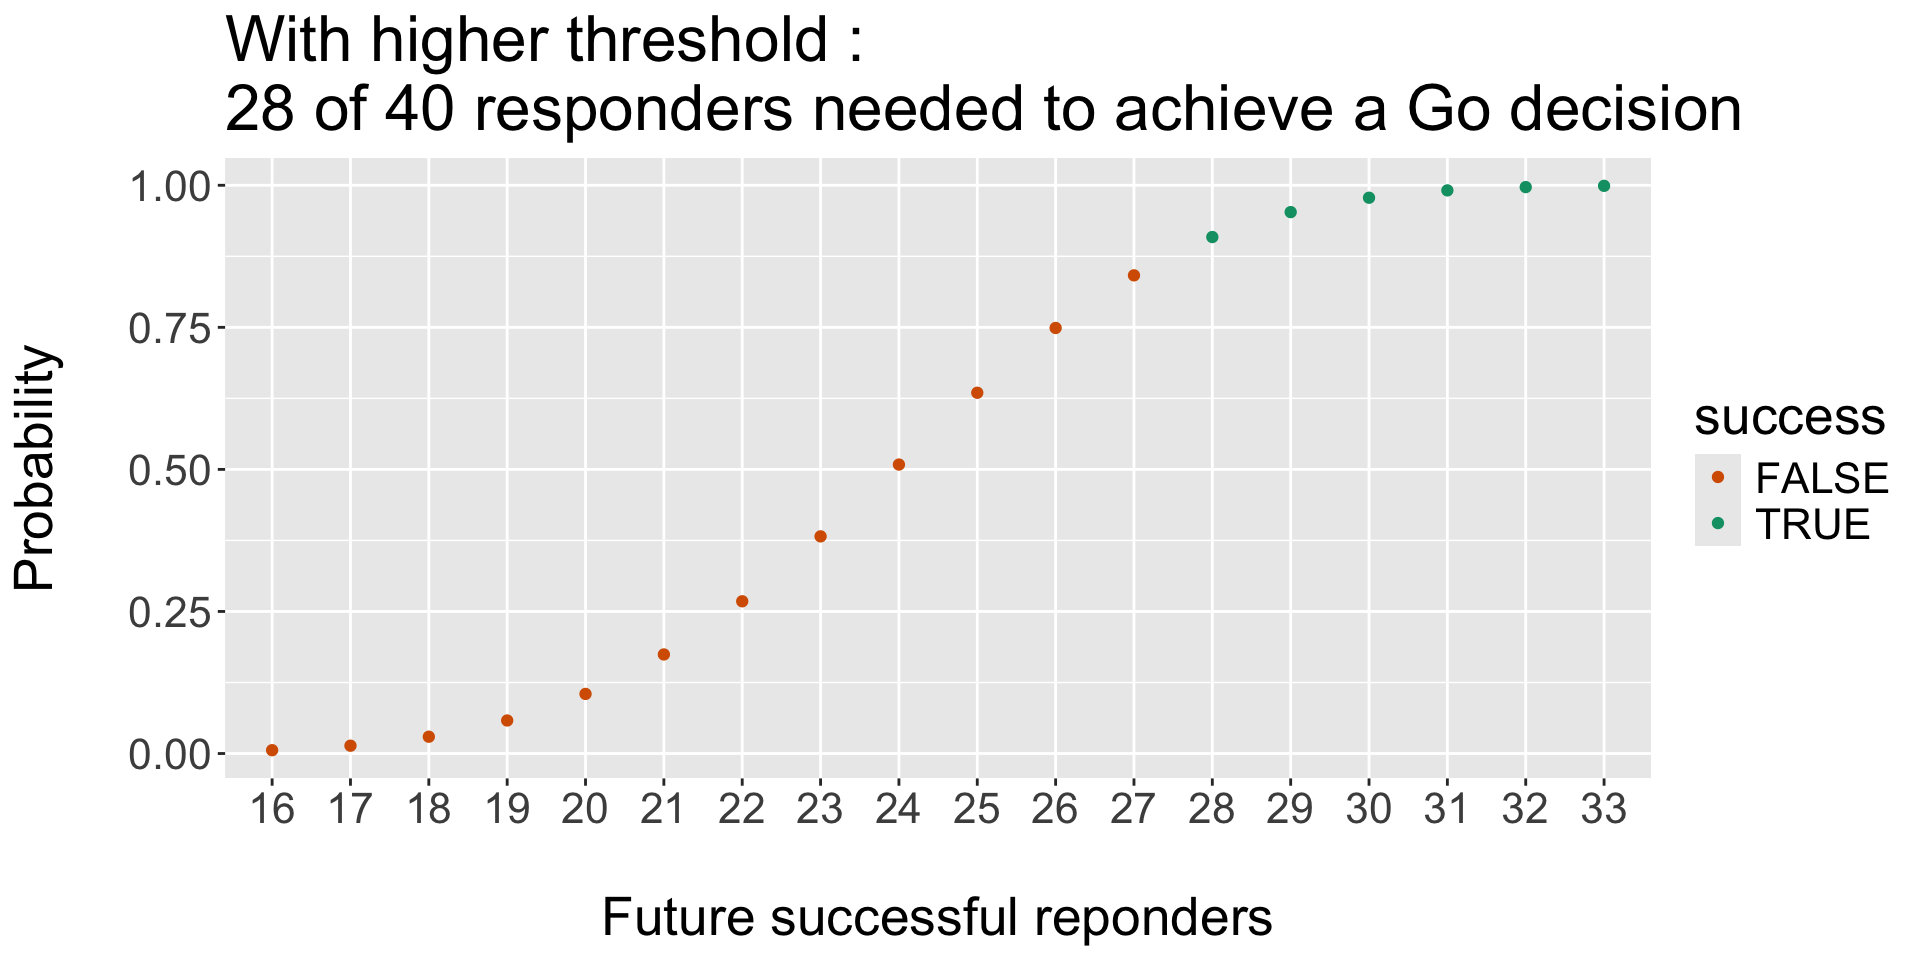 With higher threshold :
28 of 40 responders needed to achieve a Go decision
Probability
1.00
0.75
0.50
0.25
0.00
16 17 18 19 20 21 22 23 24 25 26 27 28 29 30 31 32 33
Future successful reponders
success
FALSE
TRUE